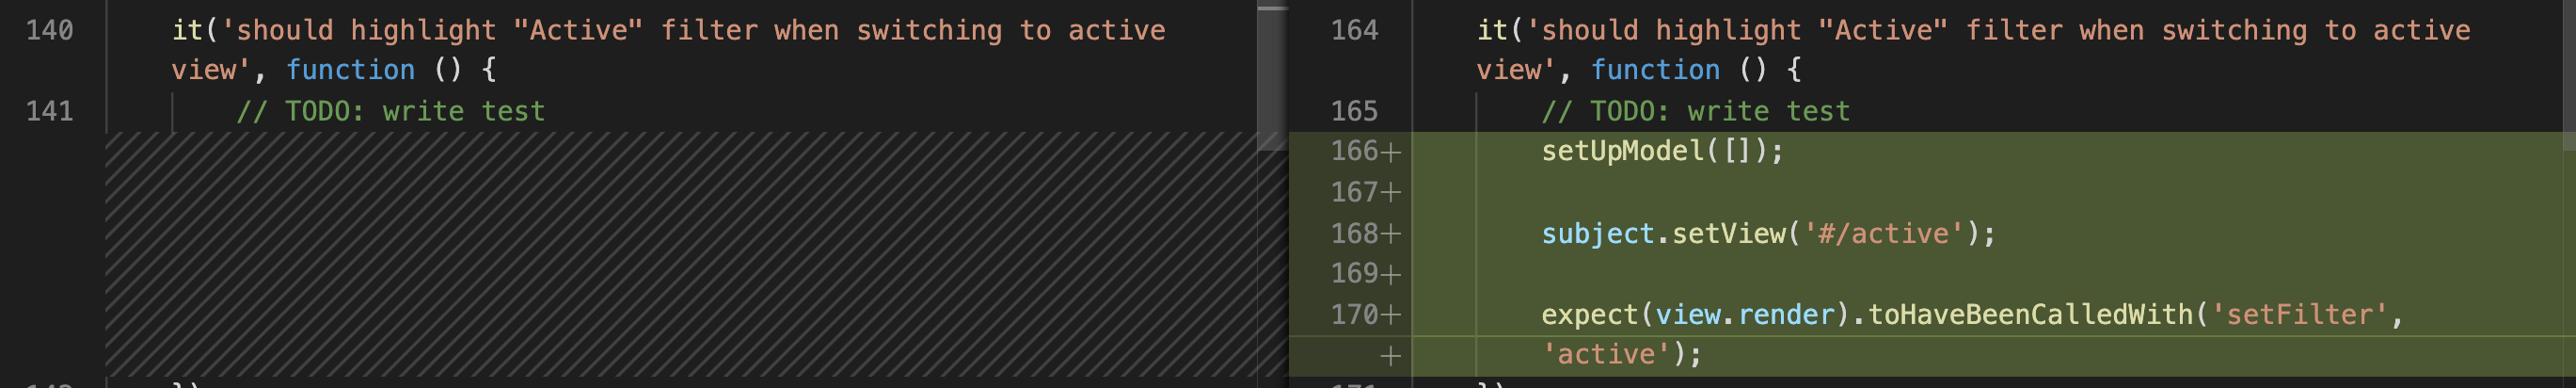 140 it('should highlight "Active" filter when switching to active
view', function () {
141 // TODO: write test
164 it('should highlight "Active" filter when switching to active
view', function () {
165 // TODO: write test
166+ setUpModel([]);
167+
168+ subject.setView('#/active');
169+
170+ expect(view.render).toHaveBeenCalledWith('setFilter',
+ 'active');